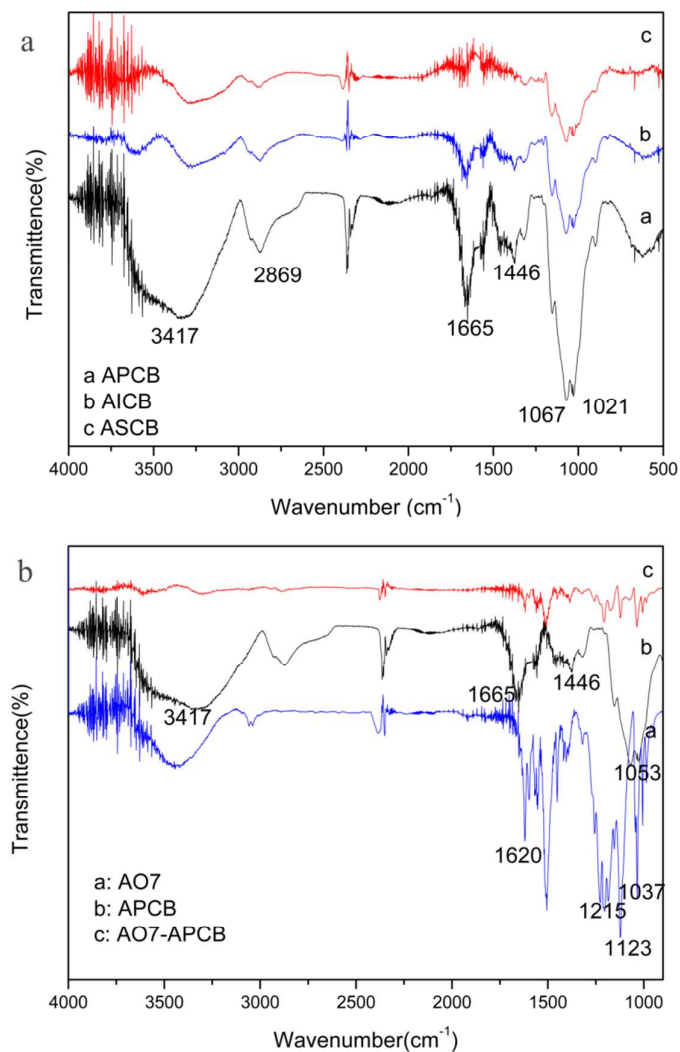 a
c
b
a
2869
1446
3417
1665
1067 1021
a APCB
b AICB
c ASCB
Transmittence(%)
4000 3500 3000 2500 2000 1500 1000 500
Wavenumber (cm⁻¹)
b
c
b
1665
1446
3417
a
1053
1620
1037
1215
1123
a: AO7
b: APCB
c: AO7-APCB
Transmittence(%)
4000 3500 3000 2500 2000 1500 1000
Wavenumber(cm⁻¹)